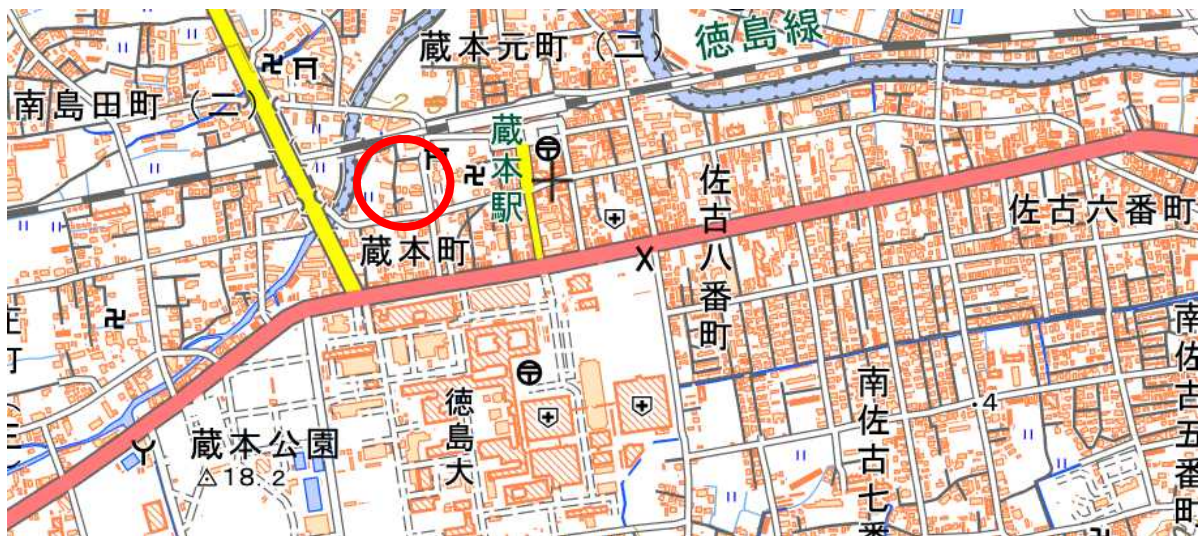 徳島線
蔵本元町（二）
南島田町（二）
蔵本駅
佐古八番町
佐古六番町
蔵本町
南佐古五番町
徳島大
南佐古七番
・4
蔵本公園
18.2